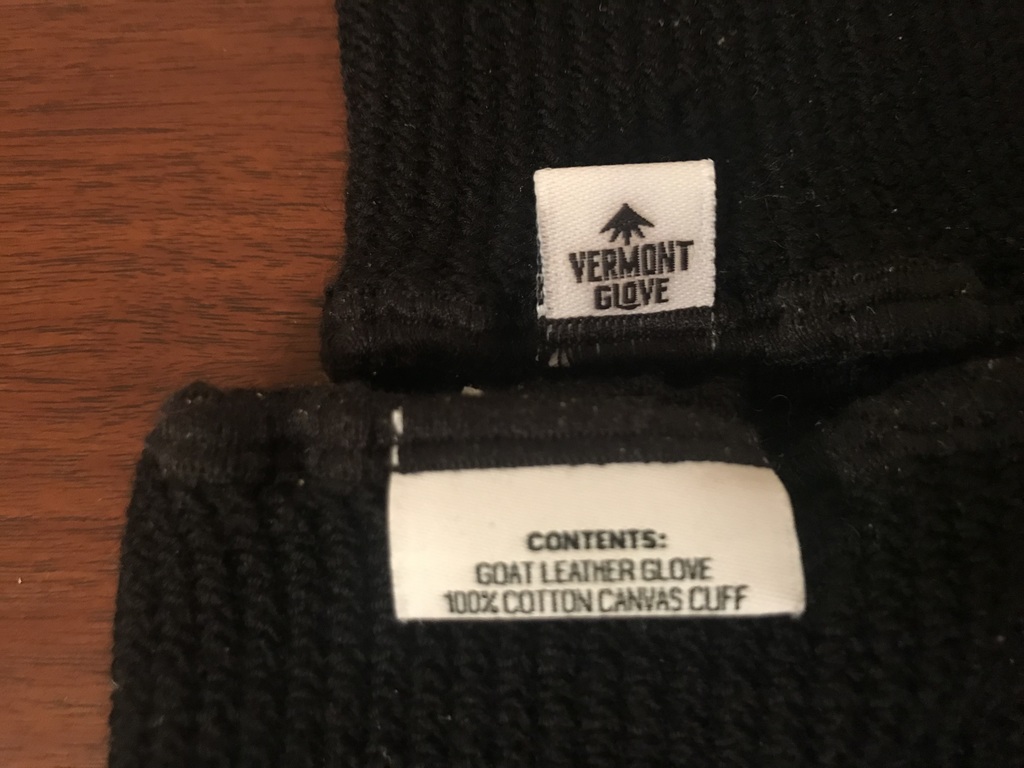 VERMONT
GLOVE
CONTENTS:
GOAT LEATHER GLOVE
100% COTTON CANVAS CUFF